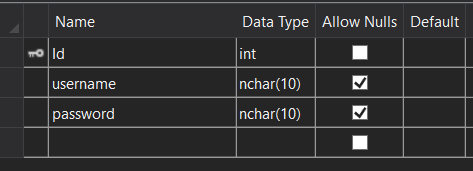 Name Data Type Allow Nulls Default
Id int
username nchar(10)
password nchar(10)